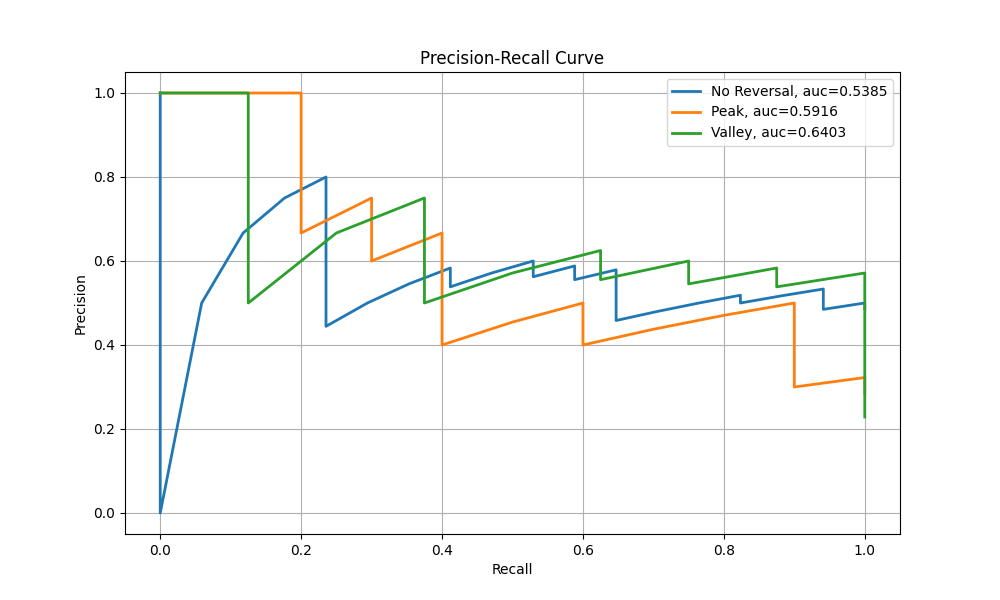 Precision-Recall Curve
No Reversal, auc=0.5385
Peak, auc=0.5916
Valley, auc=0.6403
Precision
1.0
0.8
0.6
0.4
0.2
0.0
0.0 0.2 0.4 0.6 0.8 1.0
Recall